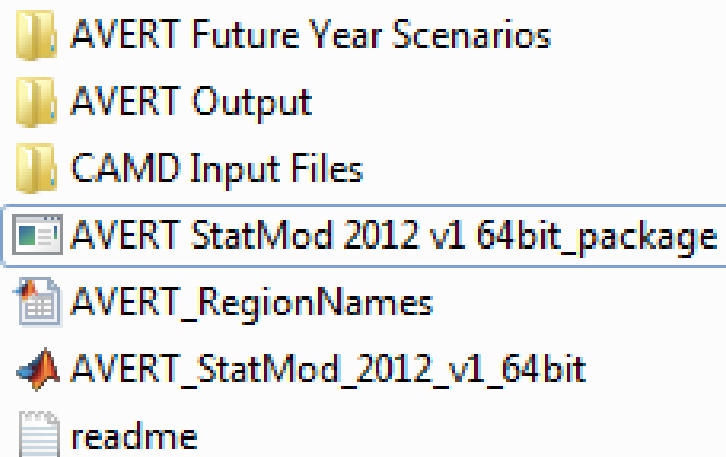 AVERT Future Year Scenarios
AVERT Output
CAMD Input Files
AVERT StatMod 2012 v1 64bit_package
AVERT_RegionNames
AVERT_StatMod_2012_v1_64bit
readme